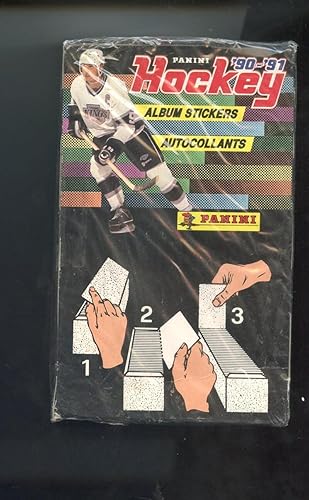 PANINI '90-'91
Hockey
ALBUM STICKERS
AUTOCOLLANTS
PANINI
1
2
3